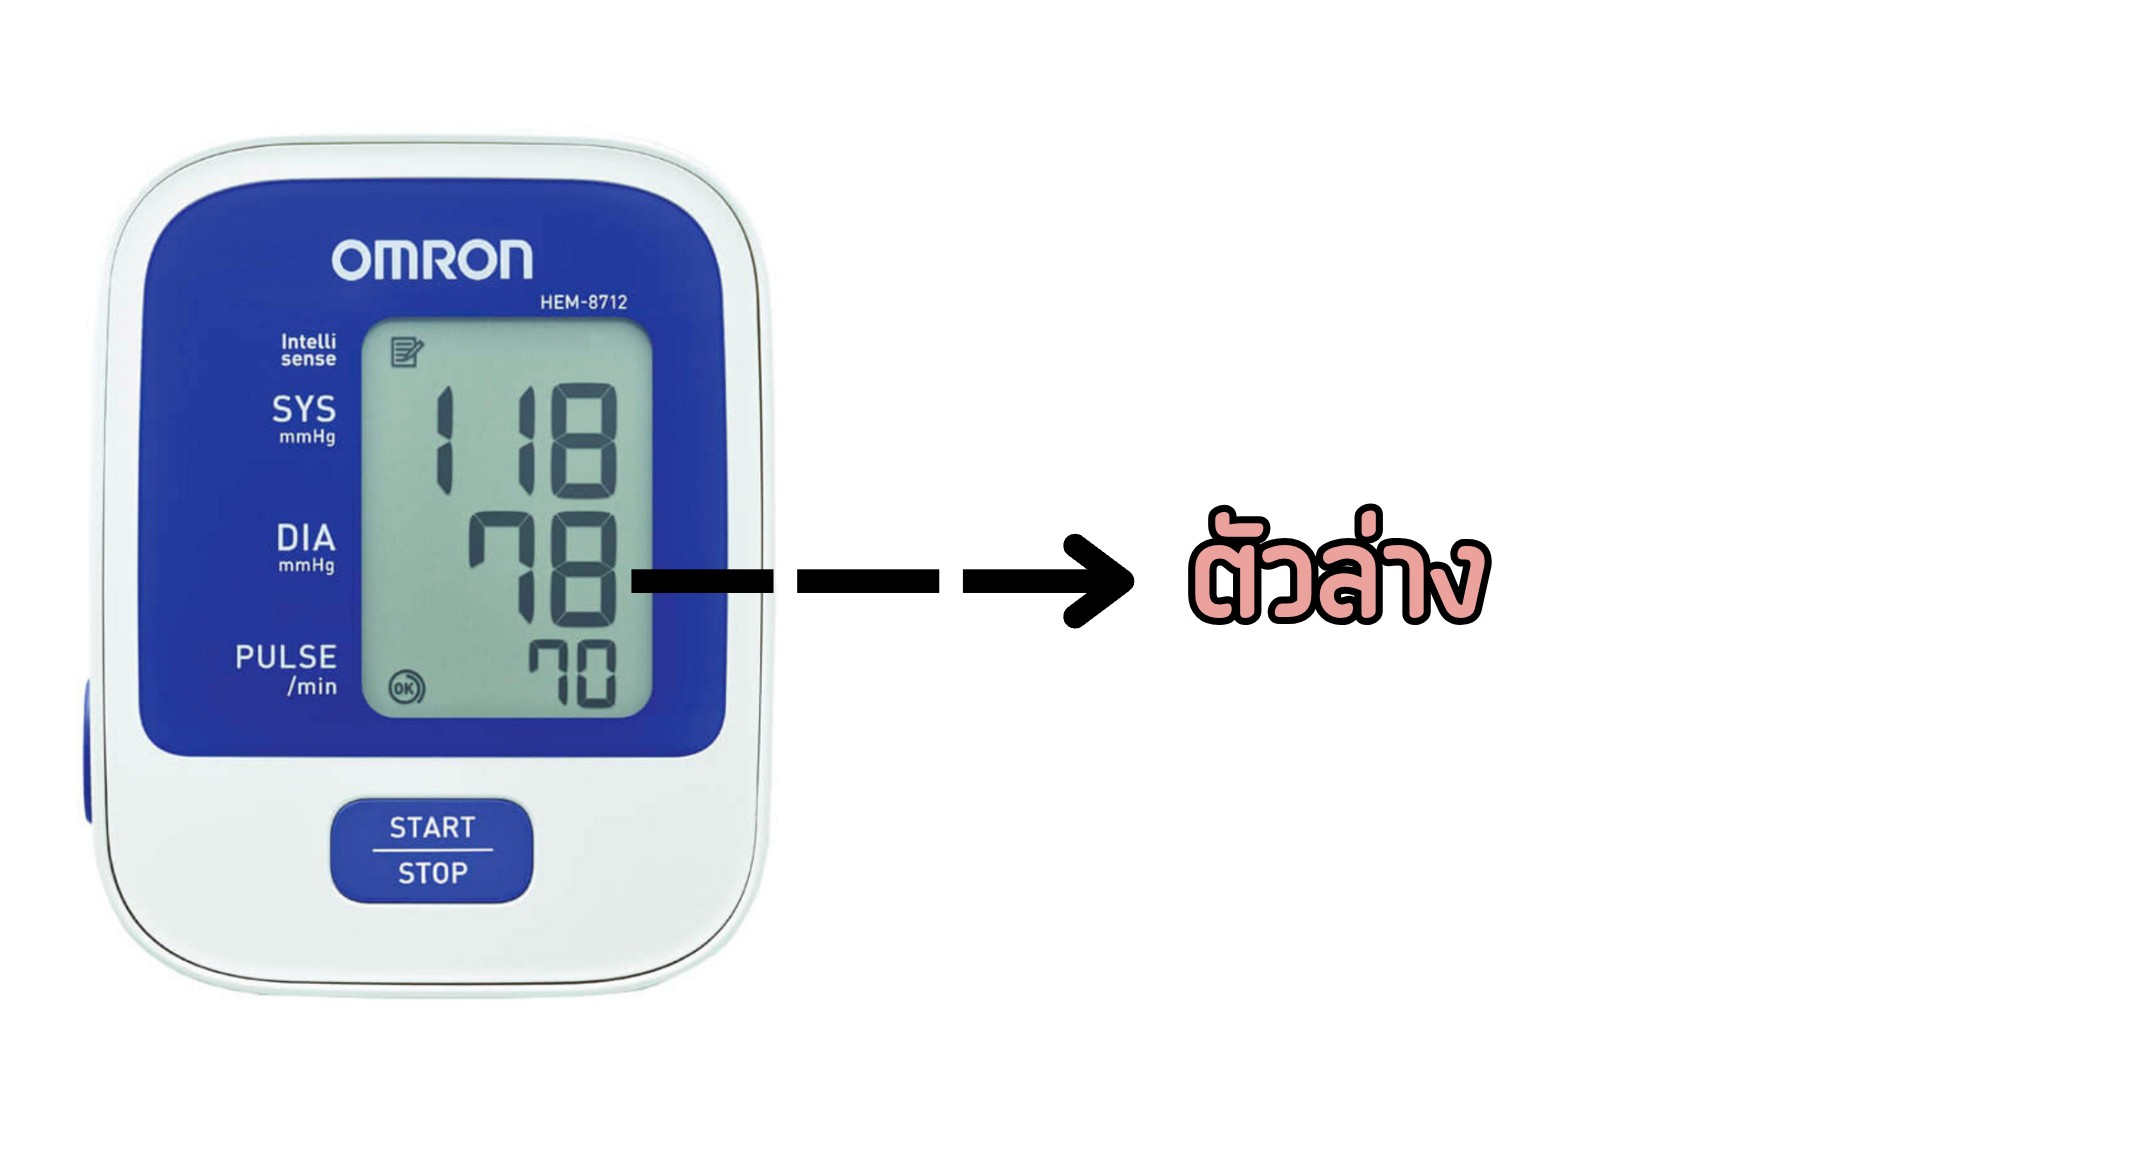 OMRON
HEM-8712
Intelli
sense
SYS
mmHg
118
DIA
mmHg
78
ตัวล่าง
PULSE
/min
70
OK
START
STOP